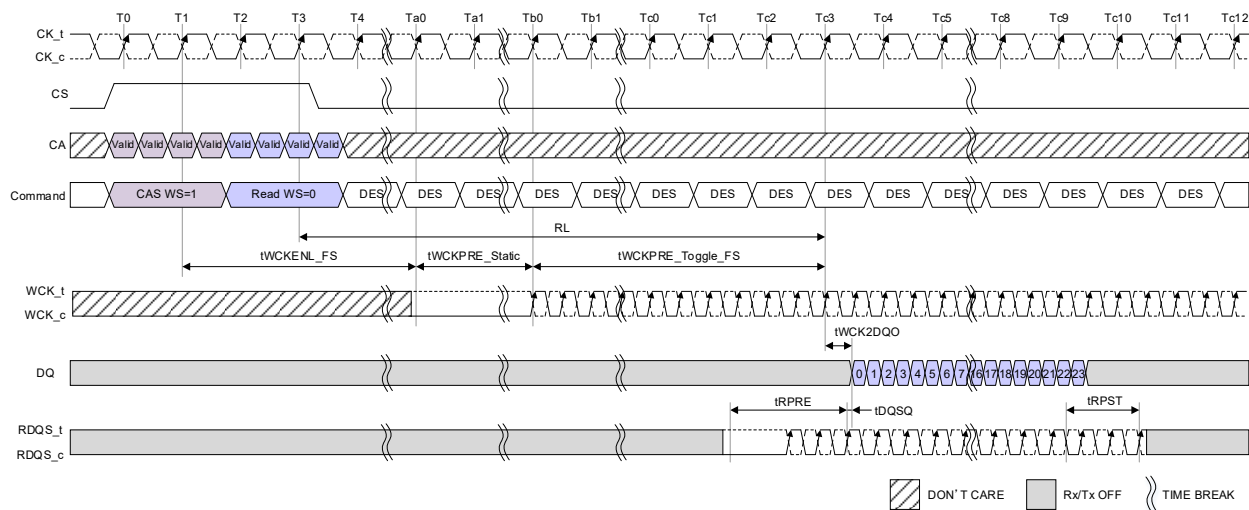 T0 T1 T2 T3 T4 Ta0 Ta1 Tb0 Tb1 Tc0 Tc1 Tc2 Tc3 Tc4 Tc5 Tc8 Tc9 Tc10 Tc11 Tc12
CK_t
CK_c
CS
CA Valid Valid Valid Valid Valid Valid Valid Valid
Command CAS WS=1 Read WS=0 DES DES DES DES DES DES DES DES DES DES DES DES DES DES DES
RL
tWCKENL_FS tWCKPRE_Static tWCKPRE_Toggle_FS
WCK_t
WCK_c
tWCK2DQO
DQ 0 1 2 3 4 5 6 7 16 17 18 19 20 21 22 23
tRPRE tDQSQ tRPST
RDQS_t
RDQS_c
DON'T CARE Rx/Tx OFF TIME BREAK